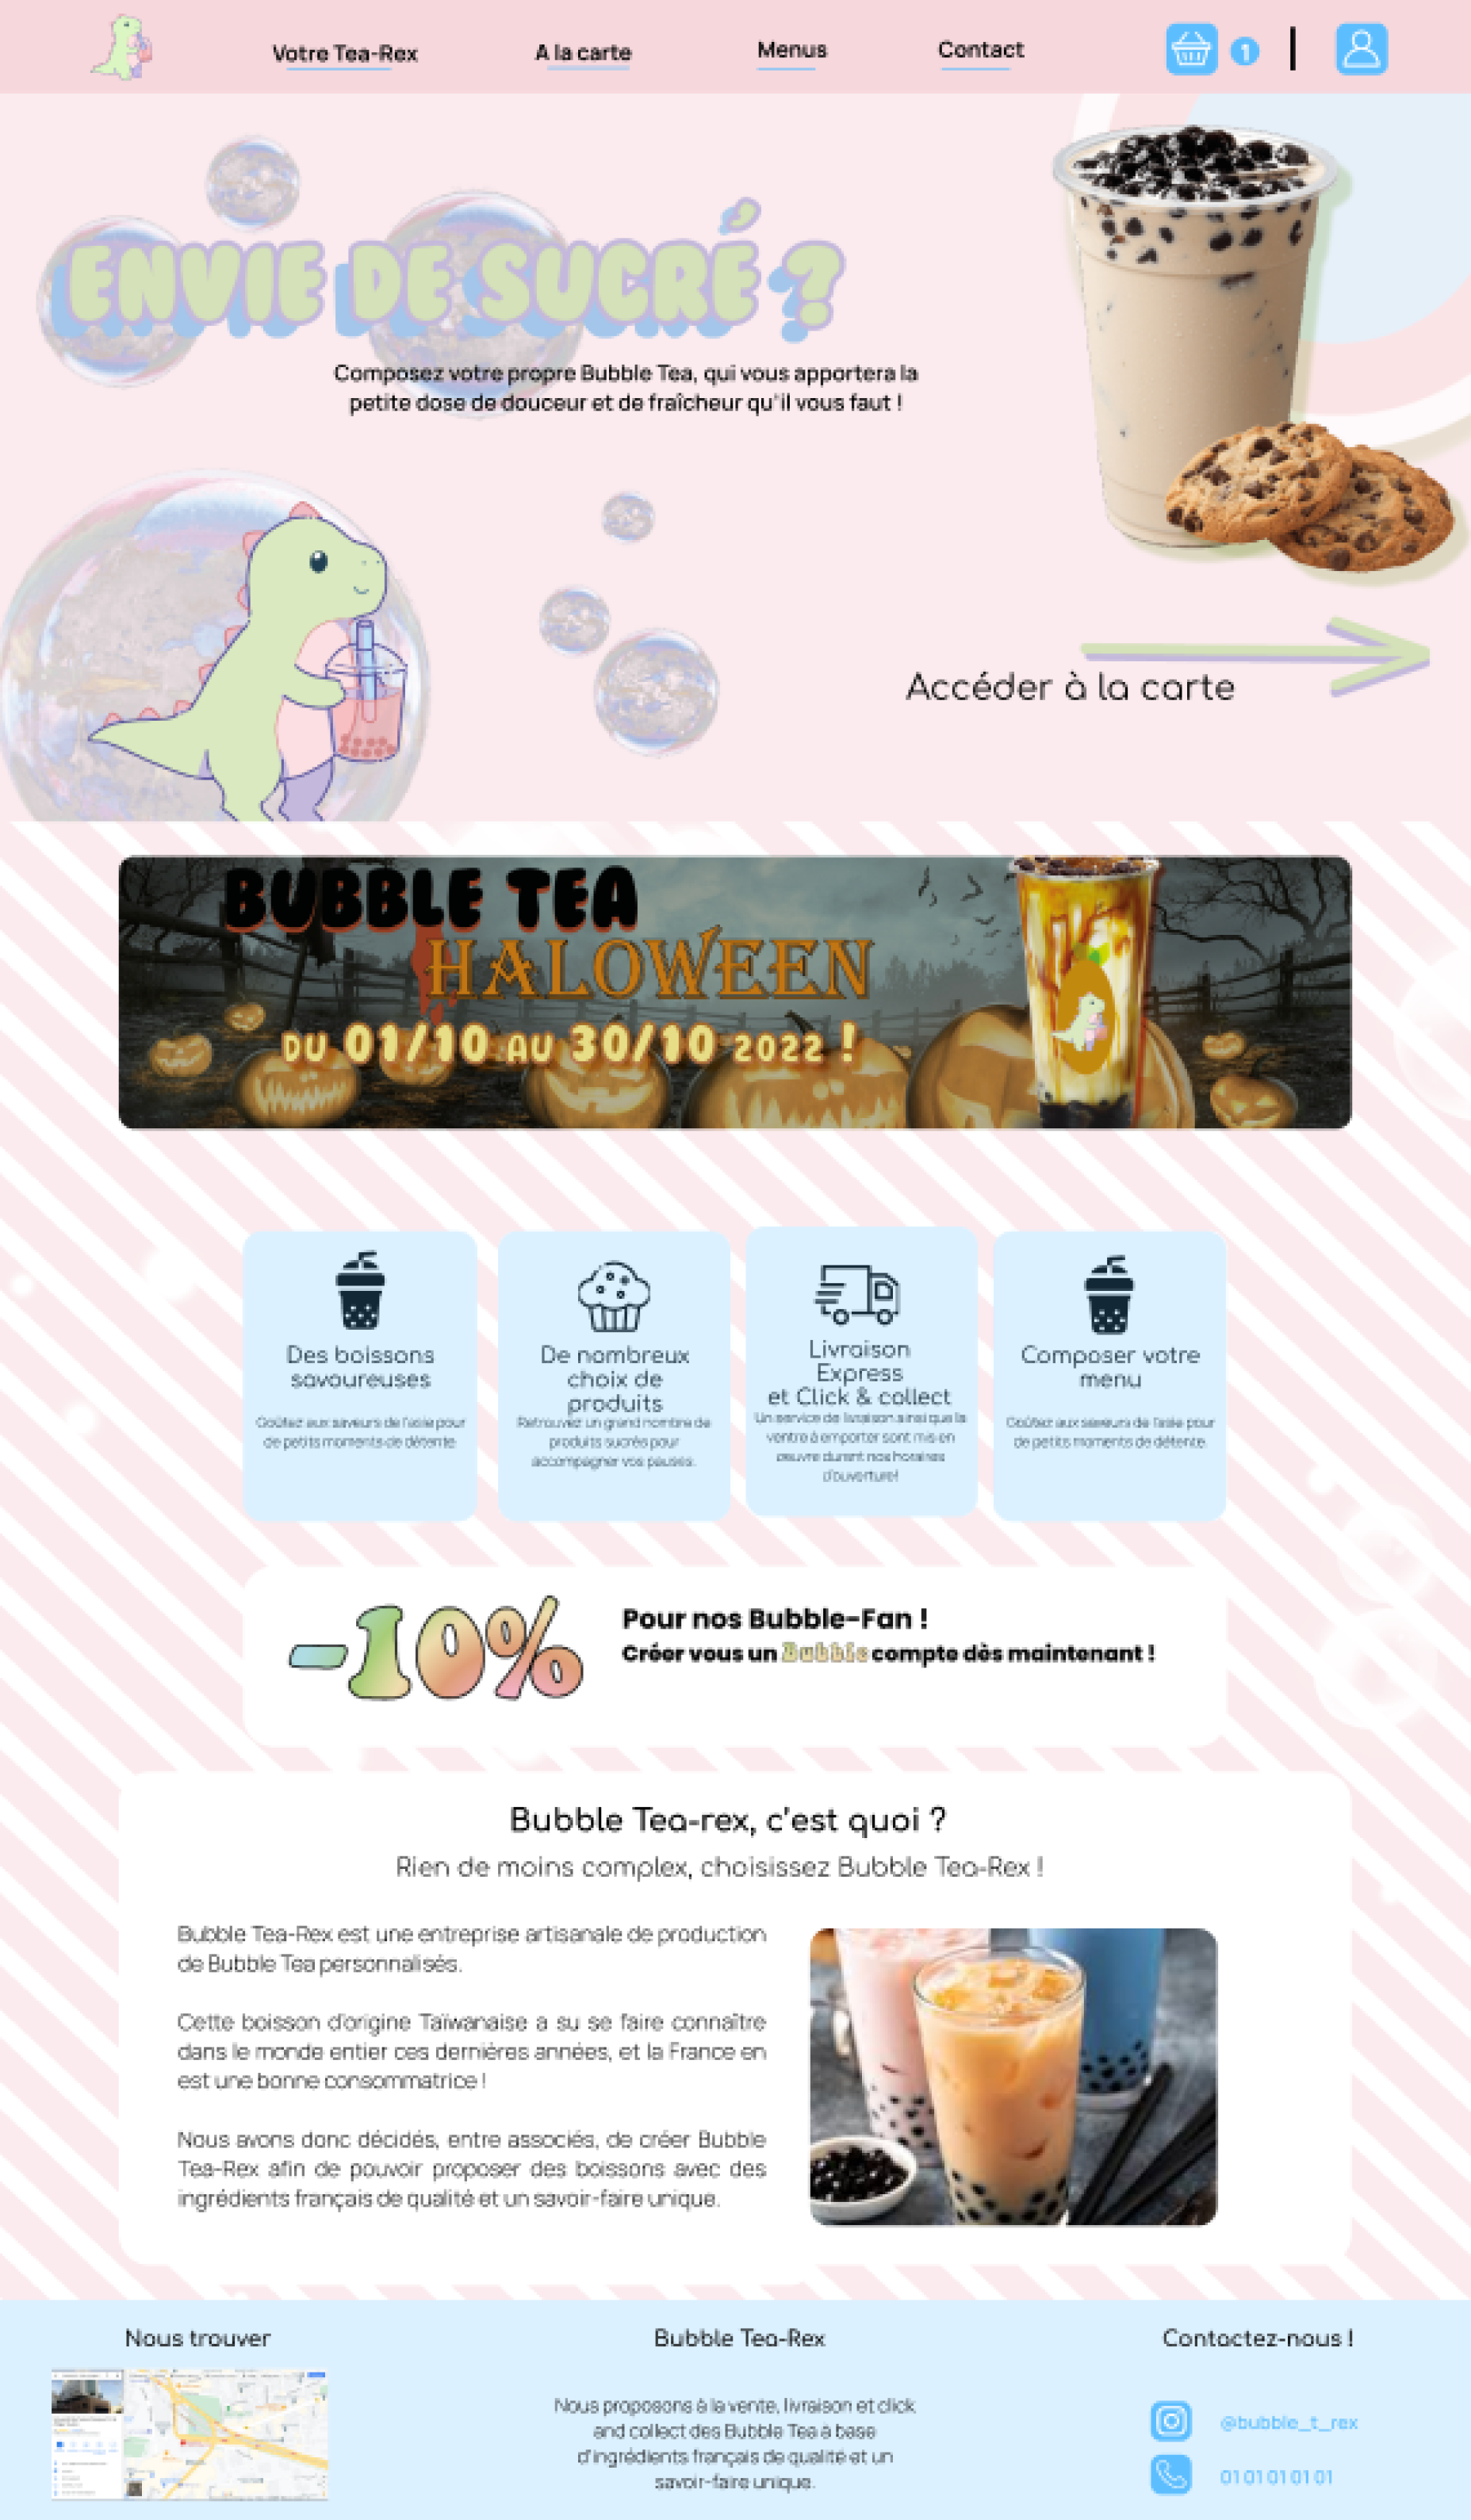 Votre Tea-Rex
A la carte
Menus
Contact
1
ENVIE DE SUCRÉ ?
Composez votre propre Bubble Tea, qui vous apportera la
petite dose de douceur et de fraîcheur qu'il vous faut !
Accéder à la carte
BUBBLE TEA
HALOWEEN
DU 01/10 AU 30/10 2022 !
Des boissons
savoureuses
Goûtez aux saveurs de l'asie pour
de petits moments de détente.
De nombreux
choix de
produits
Retrouvez un grand nombre de
produits sucrés pour
accompagner vos pauses.
Livraison
Express
et Click & collect
Un service de livraison ainsi que la
ventre à emporter sont mis en
œuvre durant nos horaires
d'ouverture!
Composer votre
menu
Goûtez aux saveurs de l'asie pour
de petits moments de détente.
-10%
Pour nos Bubble-Fan !
Créer vous un Bubble compte dès maintenant !
Bubble Tea-rex, c'est quoi ?
Rien de moins complex, choisissez Bubble Tea-Rex !
Bubble Tea-Rex est une entreprise artisanale de production
de Bubble Tea personnalisés.
Cette boisson d'origine Taïwanaise a su se faire connaître
dans le monde entier ces dernières années, et la France en
est une bonne consommatrice !
Nous avons donc décidés, entre associés, de créer Bubble
Tea-Rex afin de pouvoir proposer des boissons avec des
ingrédients français de qualité et un savoir-faire unique.
Nous trouver
Bubble Tea-Rex
Nous proposons à la vente, livraison et click
and collect des Bubble Tea à base
d'ingrédients français de qualité et un
savoir-faire unique.
Contactez-nous !
@bubble_t_rex
01 01 01 01 01